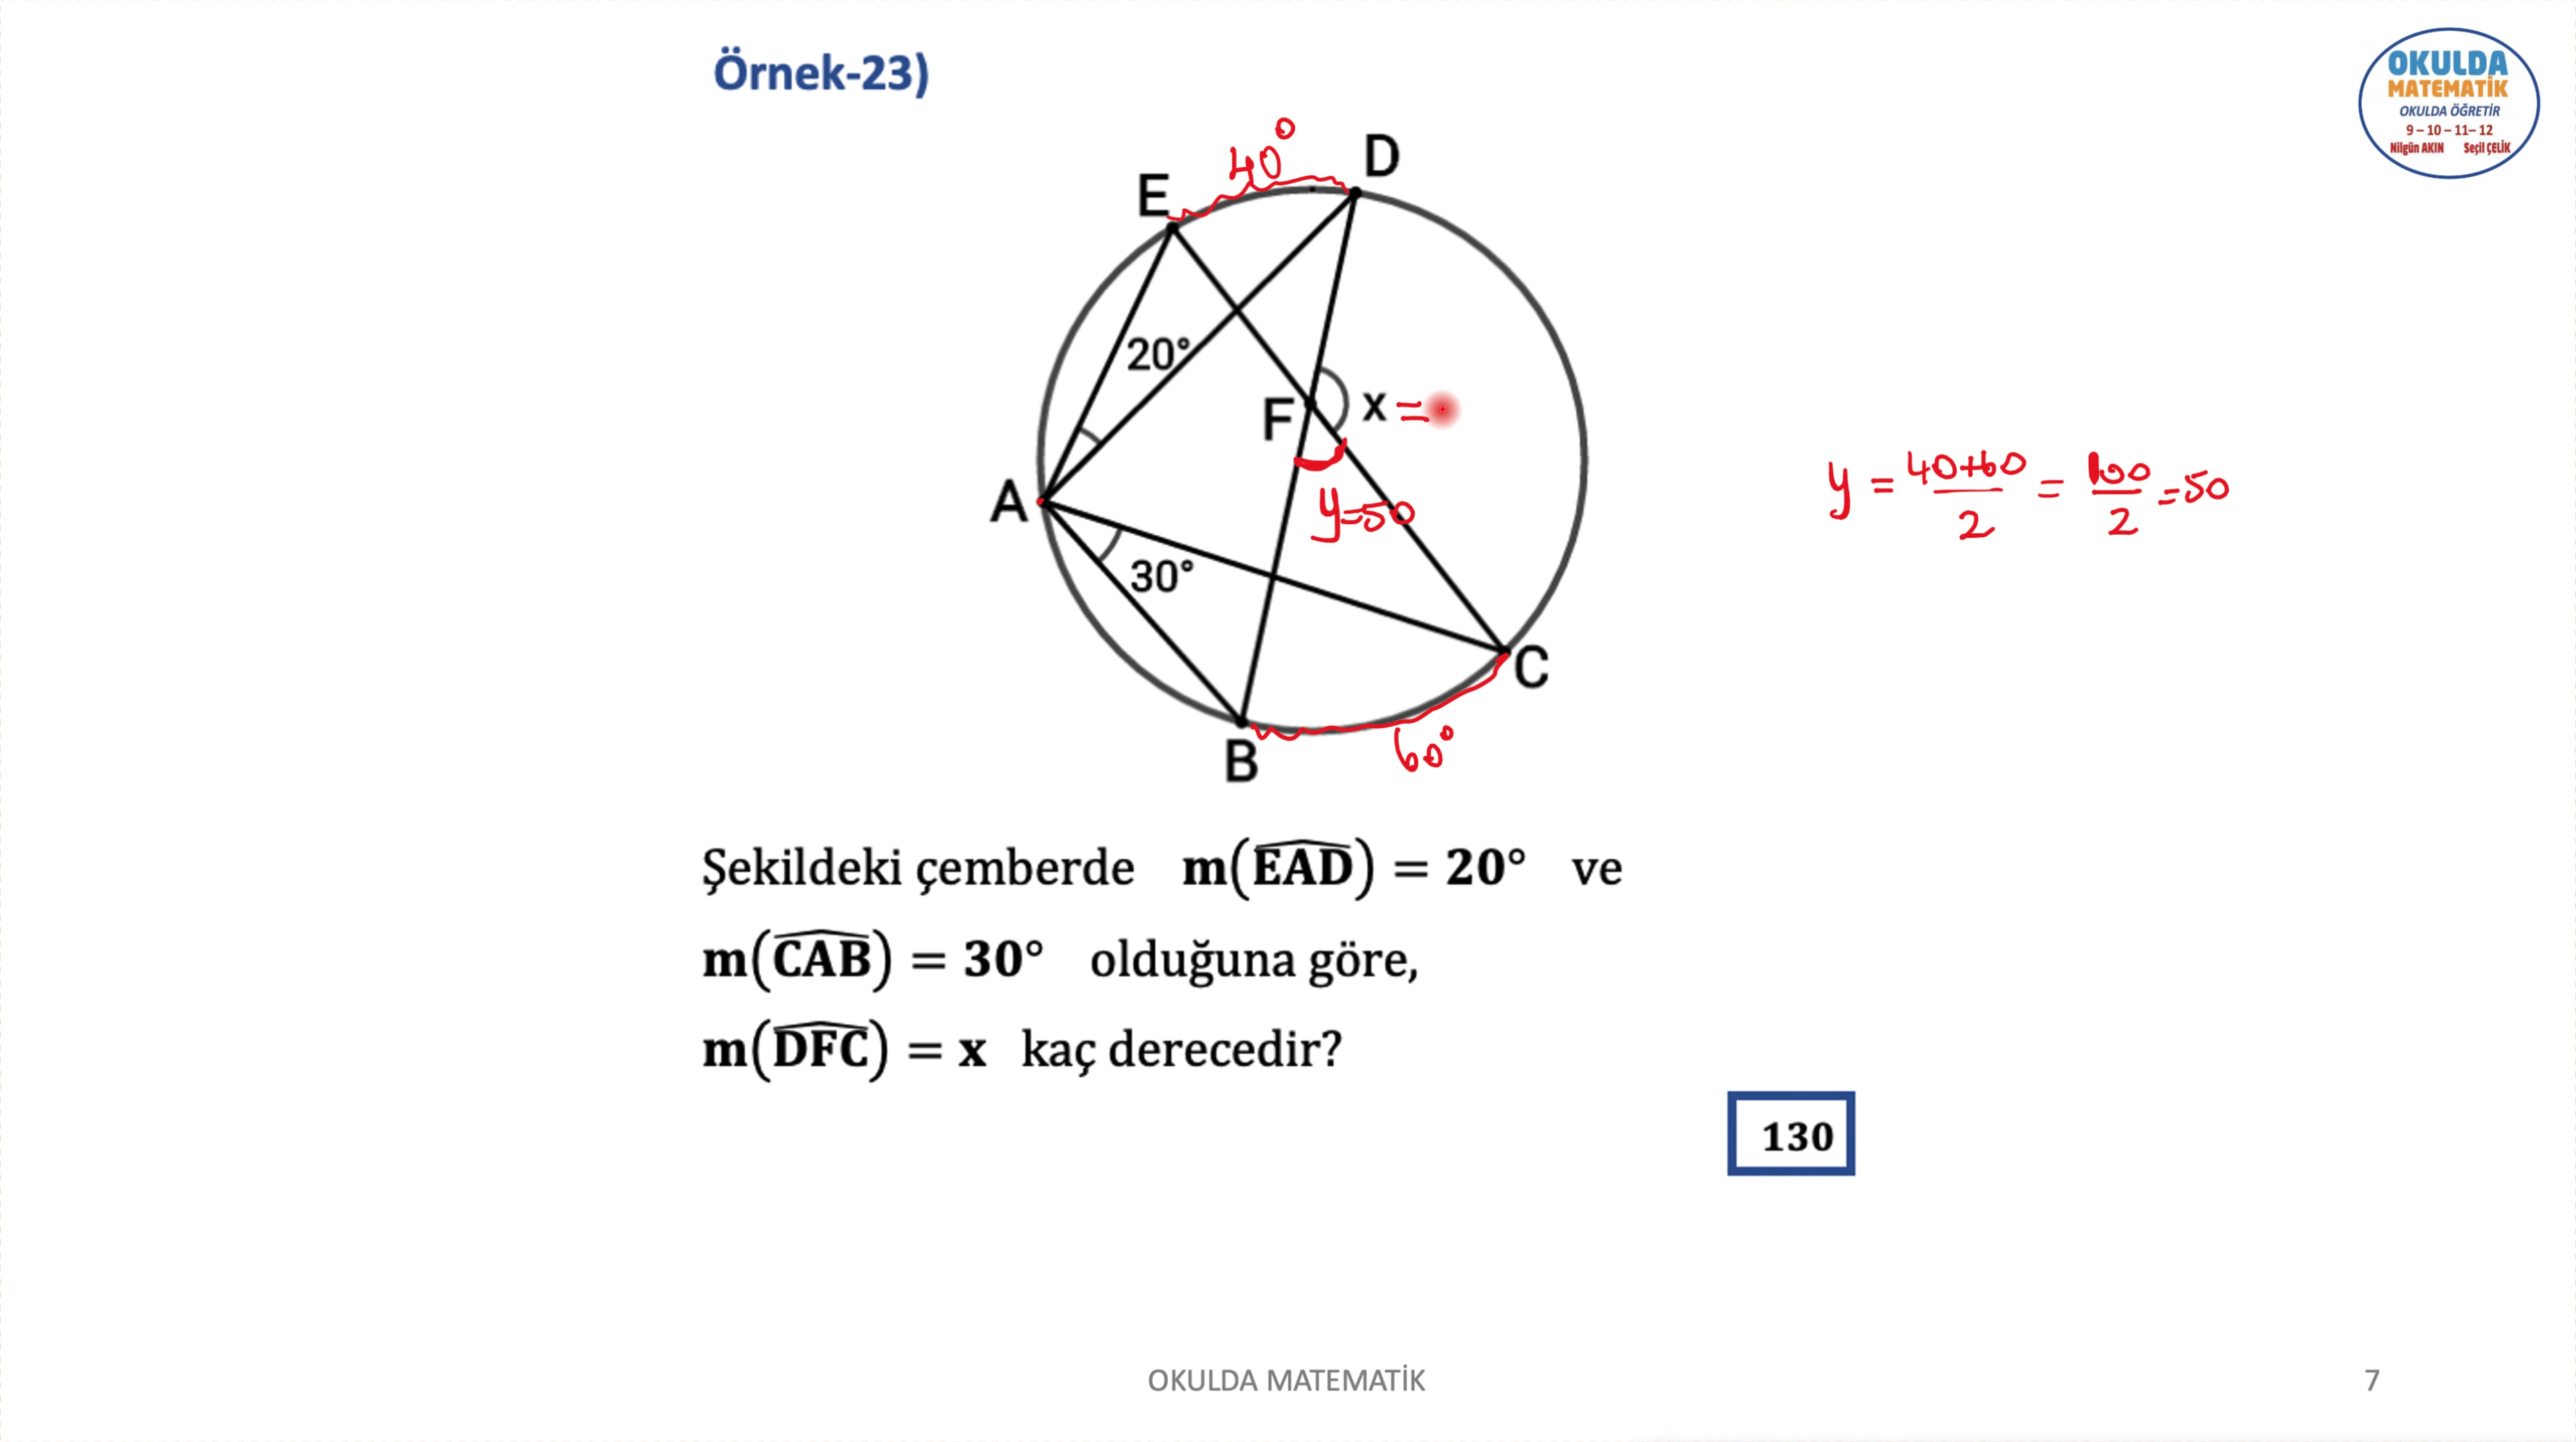 Örnek-23)
OKULDA
MATEMATİK
OKULDA ÖĞRETİR
9 – 10 – 11– 12
Nilgün AKIN Seçil ÇELİK
40°
E
D
20°
F
x =
y=50
A
30°
C
B
60°
y = 40+60/2 = 100/2 = 50
Şekildeki çemberde m(EAD) = 20° ve
m(CAB) = 30° olduğuna göre,
m(DFC) = x kaç derecedir?
130
OKULDA MATEMATİK
7